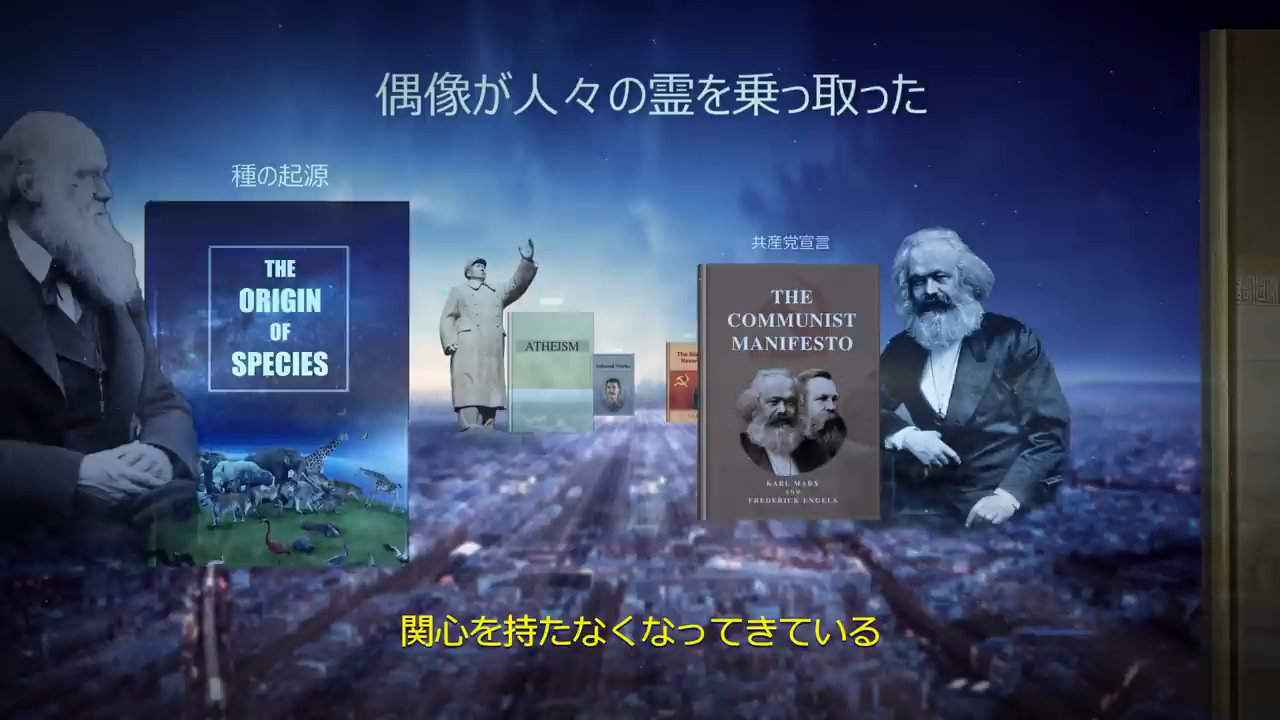 偶像が人々の霊を乗っ取った
種の起源
THE
ORIGIN
OF
SPECIES
ATHEISM
共産党宣言
THE
COMMUNIST
MANIFESTO
KARL MARX
AND
FREDERICK ENGELS
関心を持たなくなってきている